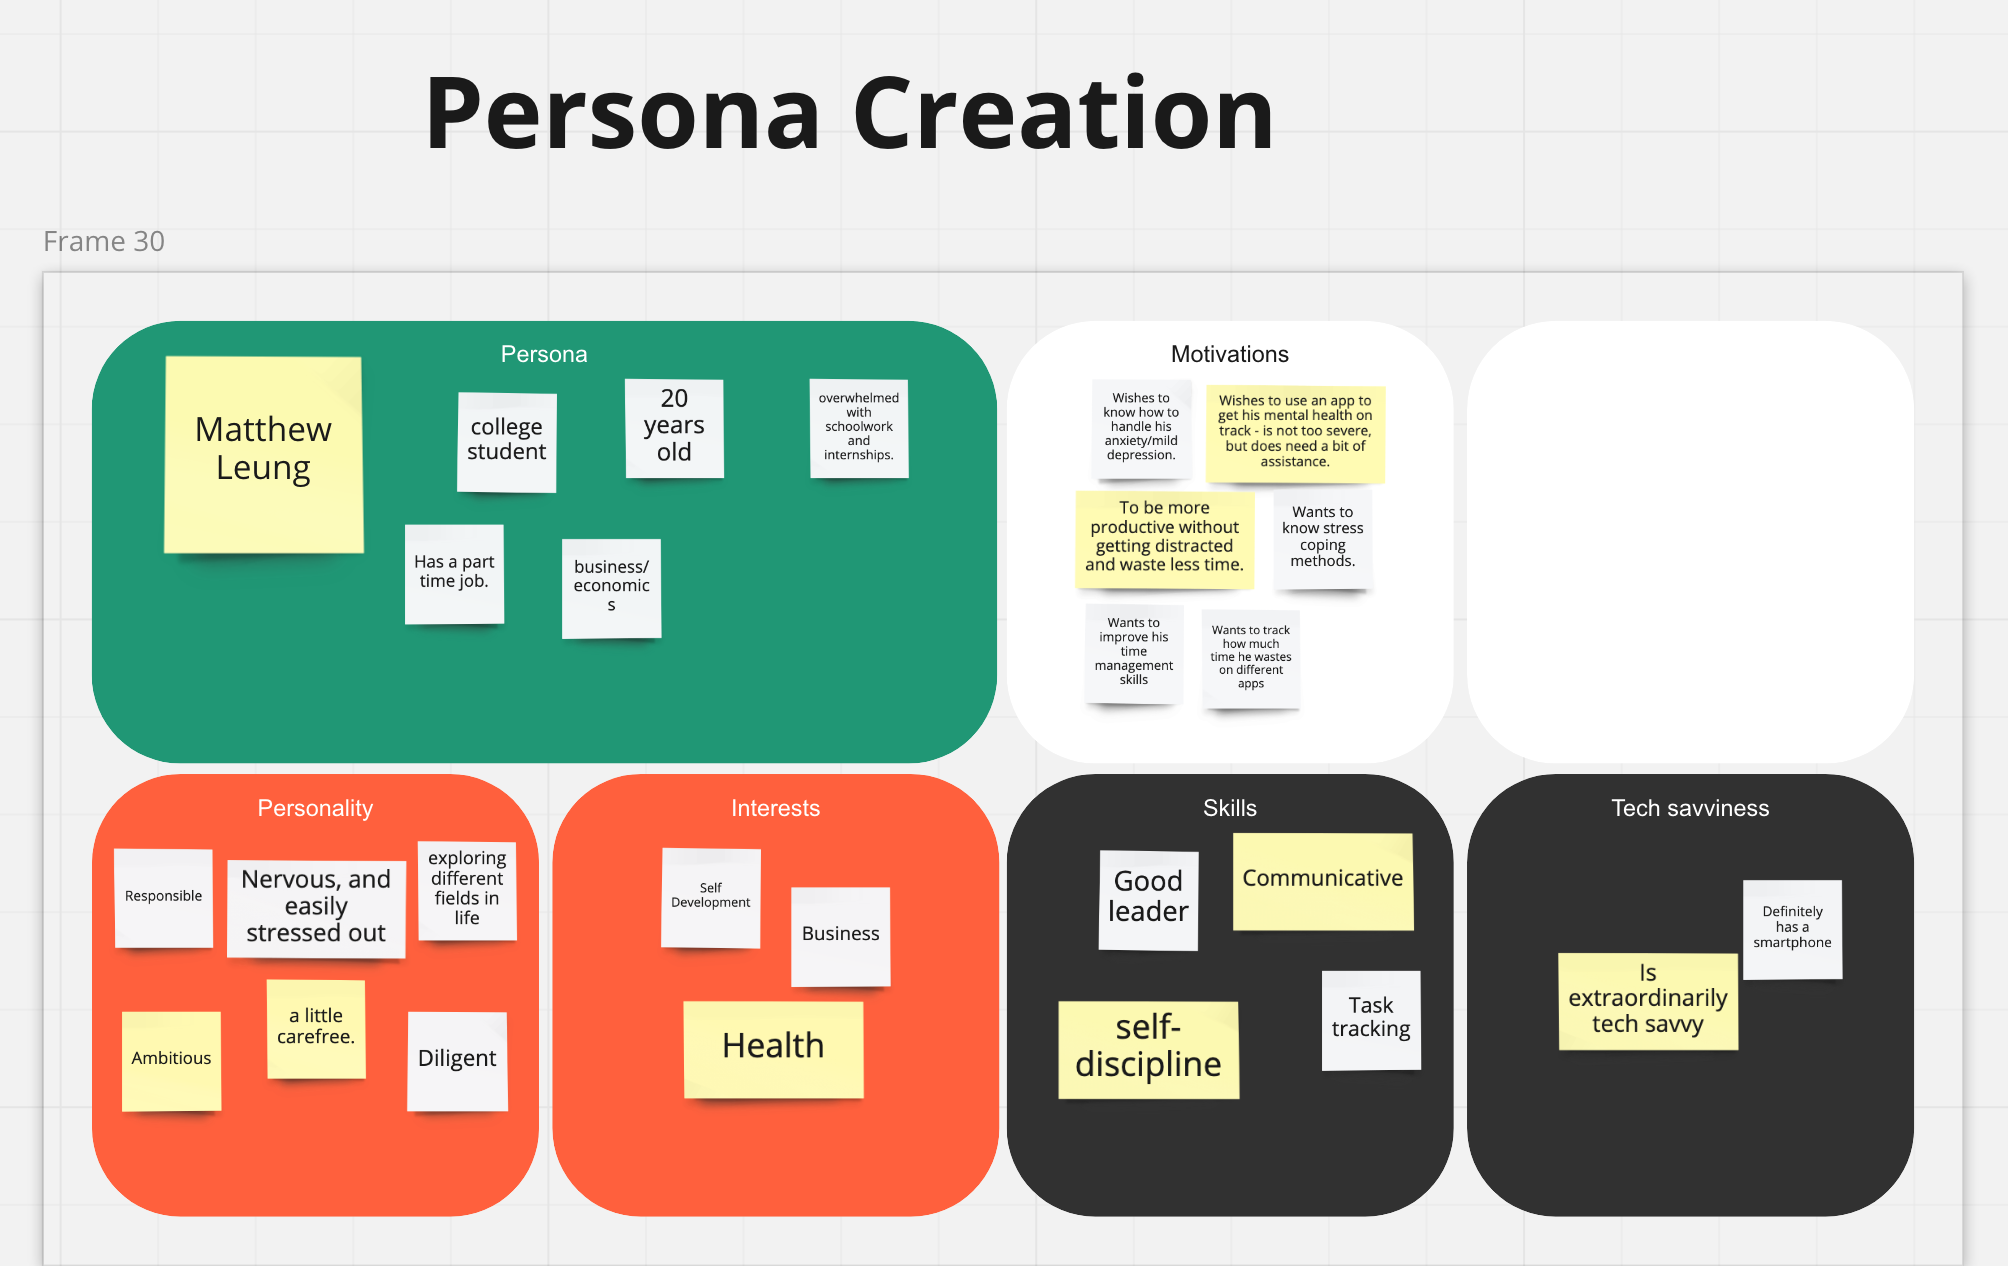 Persona Creation
Frame 30
Persona
Matthew
Leung
college
student
20
years
old
overwhelmed
with
schoolwork
and
internships.
Has a part
time job.
business/
economic
s
Motivations
Wishes to
know how to
handle his
anxiety/mild
depression.
Wishes to use an app to
get his mental health on
track - is not too severe,
but does need a bit of
assistance.
To be more
productive without
getting distracted
and waste less time.
Wants to
know stress
coping
methods.
Wants to
improve his
time
management
skills
Wants to track
how much
time he wastes
on different
apps
Personality
Responsible
Nervous, and
easily
stressed out
exploring
different
fields in
life
Ambitious
a little
carefree.
Diligent
Interests
Self
Development
Business
Health
Skills
Good
leader
Communicative
self-
discipline
Task
tracking
Tech savviness
Definitely
has a
smartphone
Is
extraordinarily
tech savvy